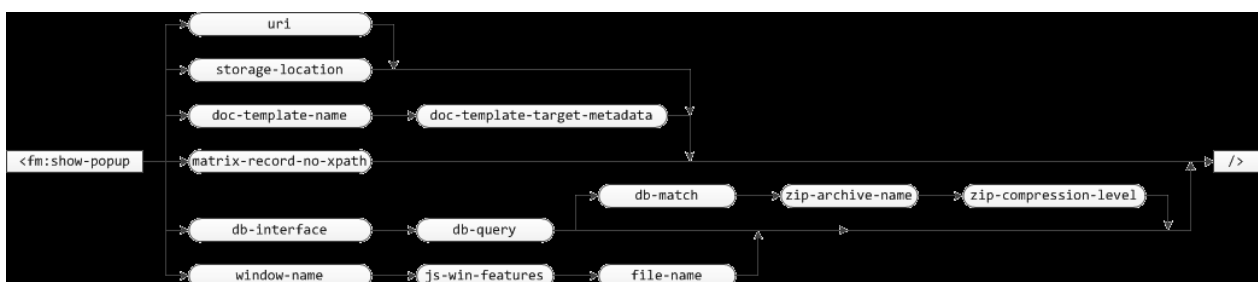 uri
storage-location
doc-template-name doc-template-target-metadata
<fm:show-popup matrix-record-no-xpath />
db-match zip-archive-name zip-compression-level
db-interface db-query
window-name js-win-features file-name